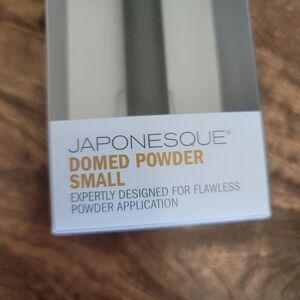 JAPONESQUE®
DOMED POWDER
SMALL
EXPERTLY DESIGNED FOR FLAWLESS
POWDER APPLICATION